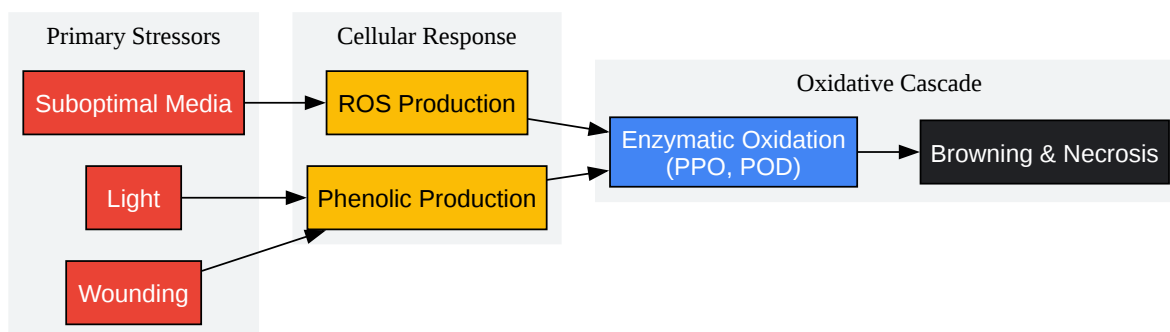 Primary Stressors
Suboptimal Media
Light
Wounding
Cellular Response
ROS Production
Phenolic Production
Oxidative Cascade
Enzymatic Oxidation
(PPO, POD)
Browning & Necrosis